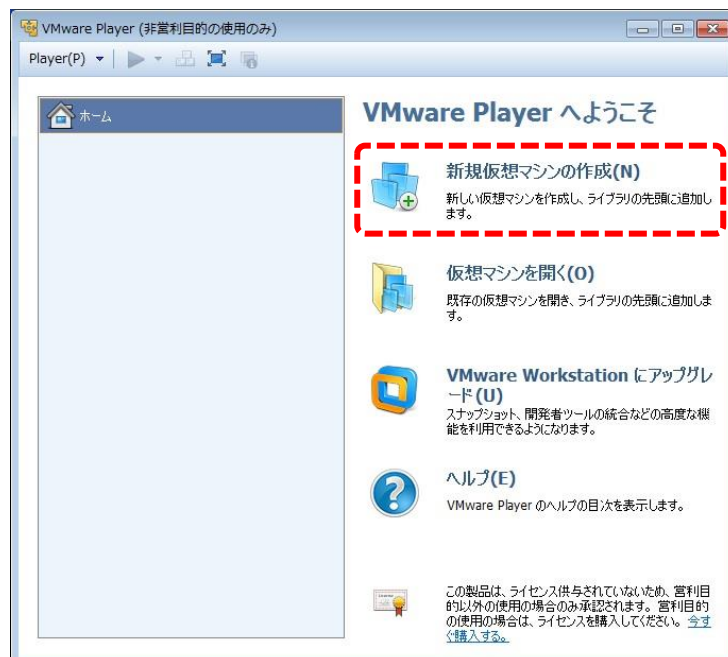 VMware Player (非営利目的の使用のみ)
Player(P)
ホーム
VMware Player へようこそ
新規仮想マシンの作成(N)
新しい仮想マシンを作成し、ライブラリの先頭に追加し
ます。
仮想マシンを開く(O)
既存の仮想マシンを開き、ライブラリの先頭に追加しま
す。
VMware Workstation にアップグレ
ード(U)
スナップショット、開発者ツールの統合などの高度な機
能を利用できるようになります。
ヘルプ(E)
VMware Player のヘルプの目次を表示します。
この製品は、ライセンス供与されていないため、営利目
的以外の使用の場合のみ承認されます。営利目的
の使用の場合は、ライセンスを購入してください。今す
ぐ購入する。